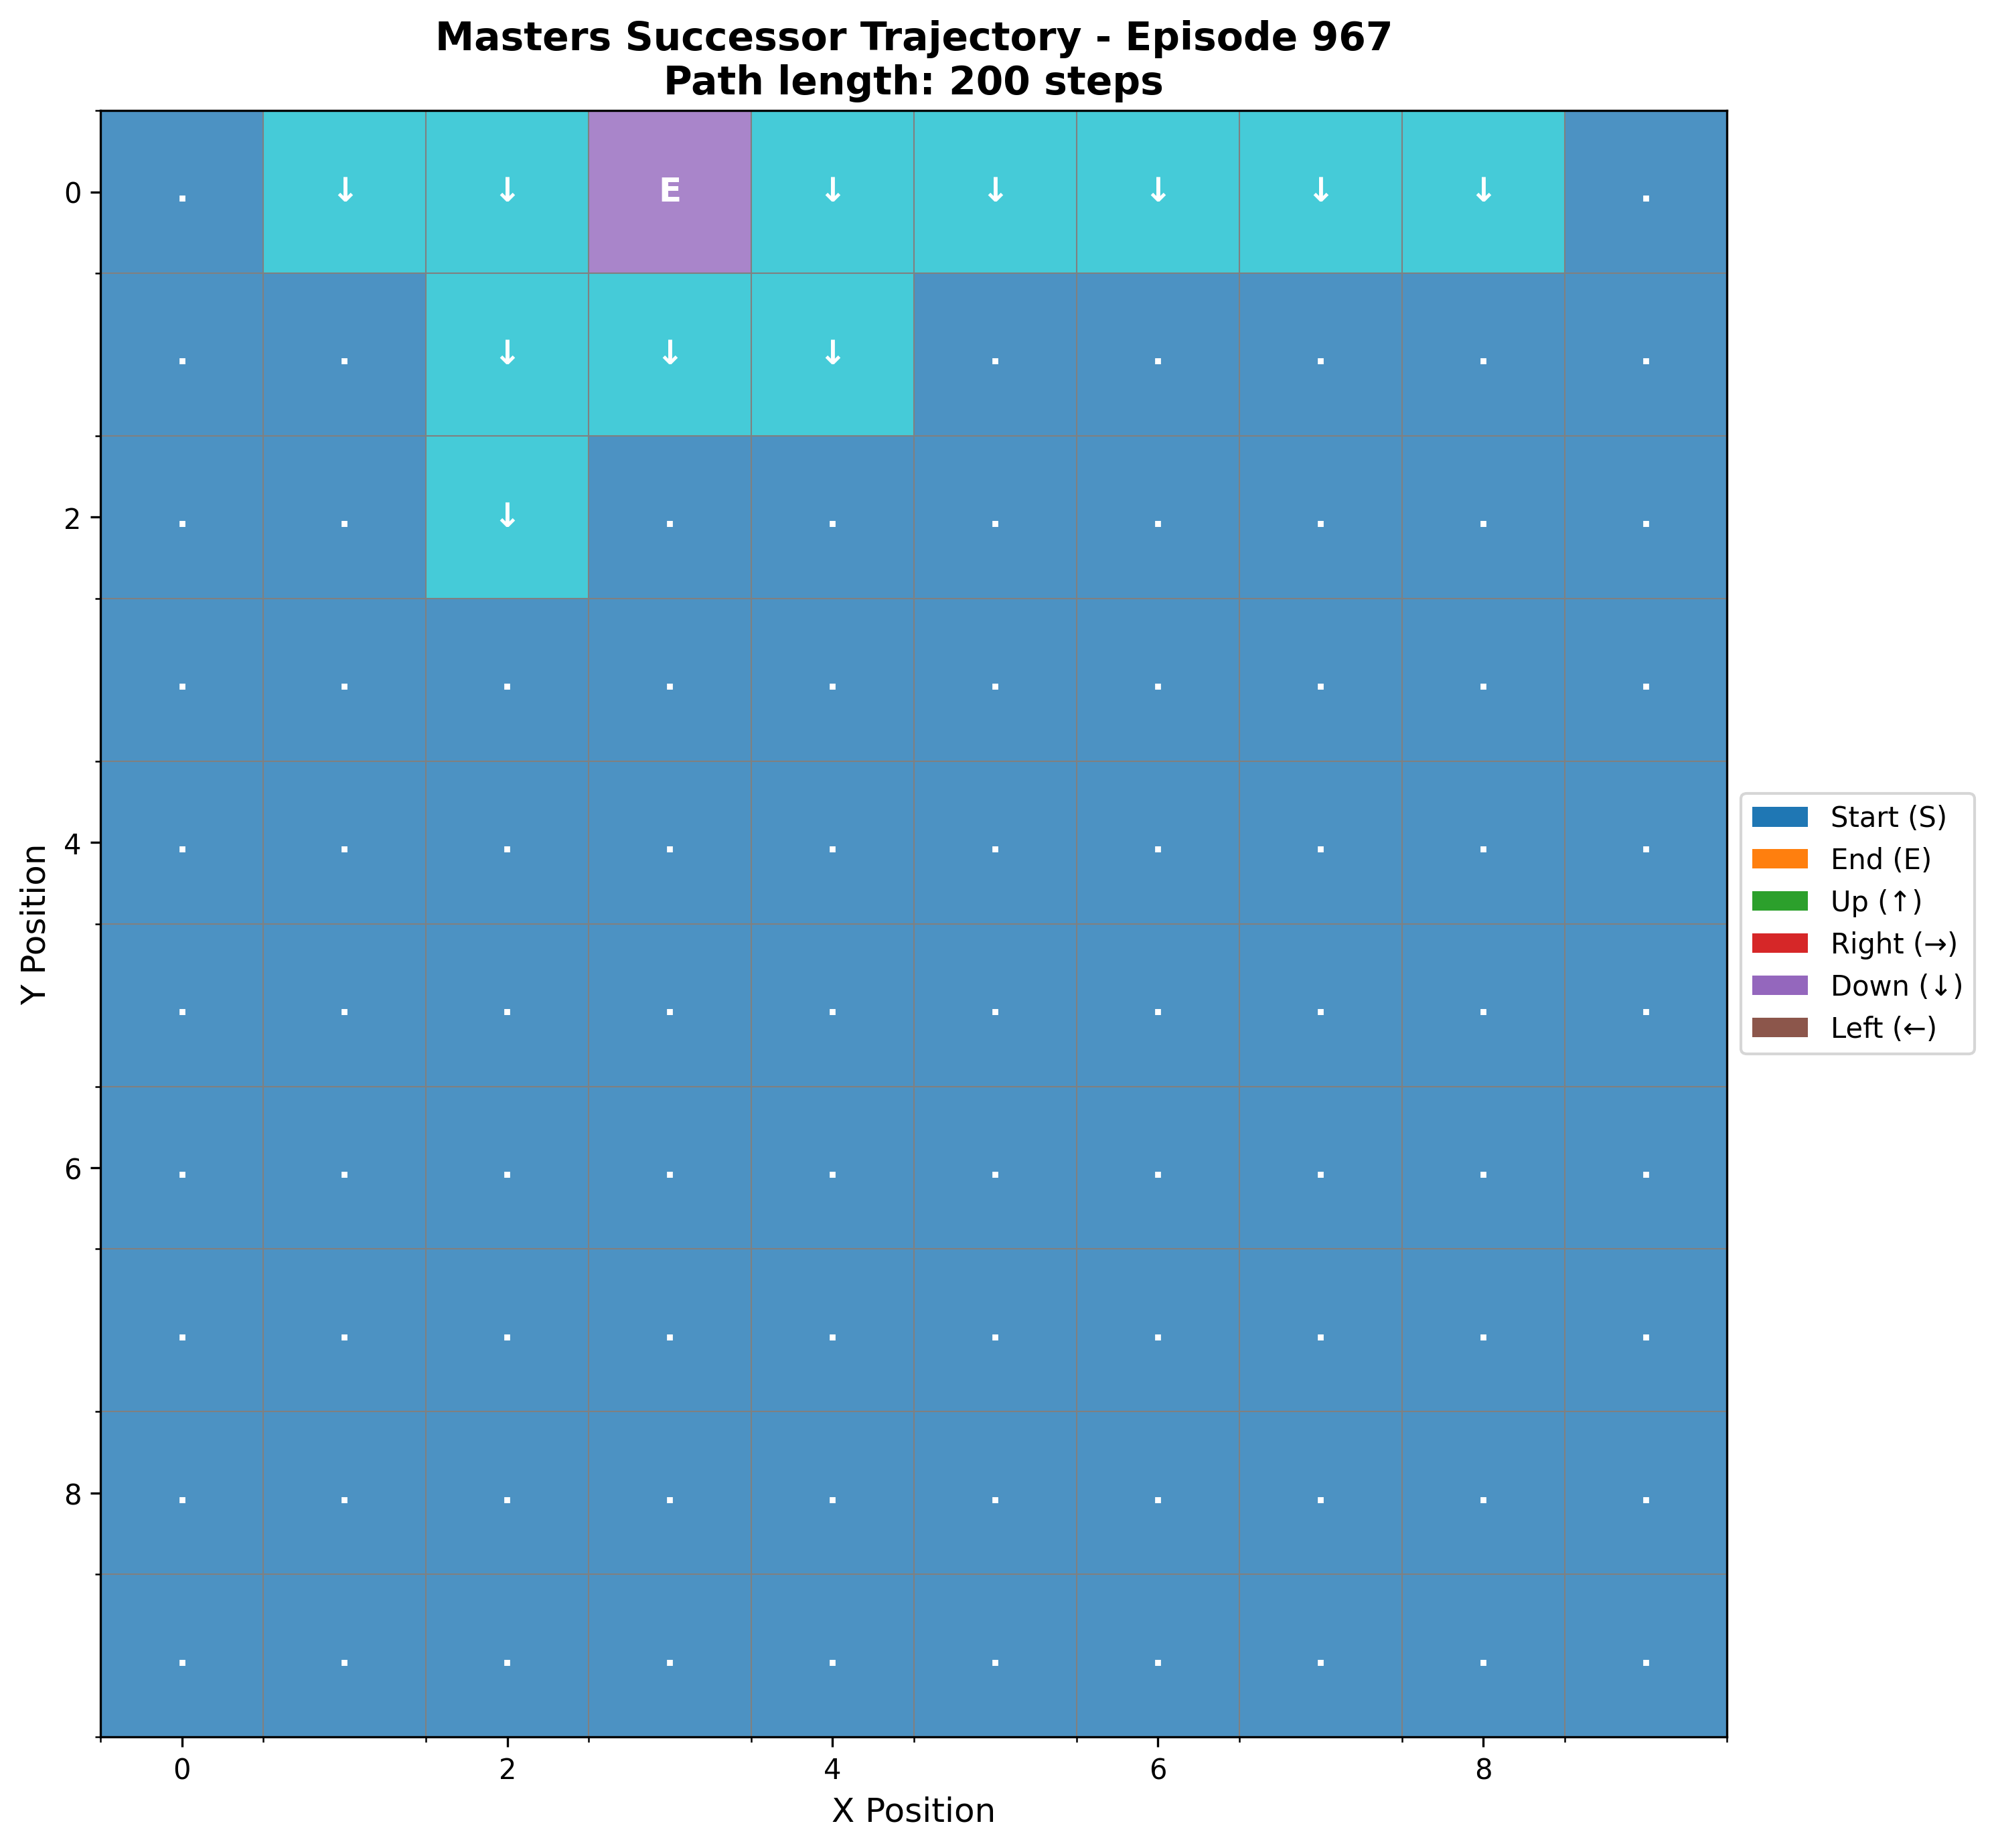 Masters Successor Trajectory - Episode 967
Path length: 200 steps
0 . ↓ ↓ E ↓ ↓ ↓ ↓ ↓ .
. . ↓ ↓ ↓ . . . . .
2 . . ↓ . . . . . . .
. . . . . . . . . .
4 . . . . . . . . . .
. . . . . . . . . .
6 . . . . . . . . . .
. . . . . . . . . .
8 . . . . . . . . . .
. . . . . . . . . .
0 2 4 6 8
X Position
Y Position
Start (S)
End (E)
Up (↑)
Right (→)
Down (↓)
Left (←)